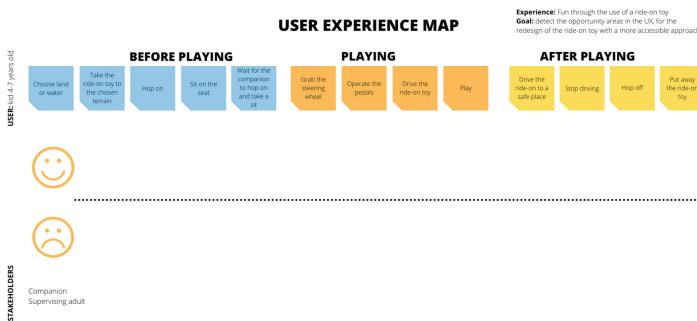 USER EXPERIENCE MAP
Experience: Fun through the use of a ride-on toy
Goal: detect the opportunity areas in the UX, for the
redesign of the ride-on toy with a more accessible approac
USER: kid 4-7 years old
BEFORE PLAYING
Choose land
or water
Take the
ride-on toy to
the chosen
terrain
Hop on
Sit on the
seat
Wait for the
companion
to hop on
and take a
sit
PLAYING
Grab the
steering
wheel
Operate the
pedals
Drive the
ride-on toy
Play
AFTER PLAYING
Drive the
ride-on toy to a
safe place
Stop driving
Hop off
Put away
the ride-on
toy
STAKEHOLDERS
Companion
Supervising adult